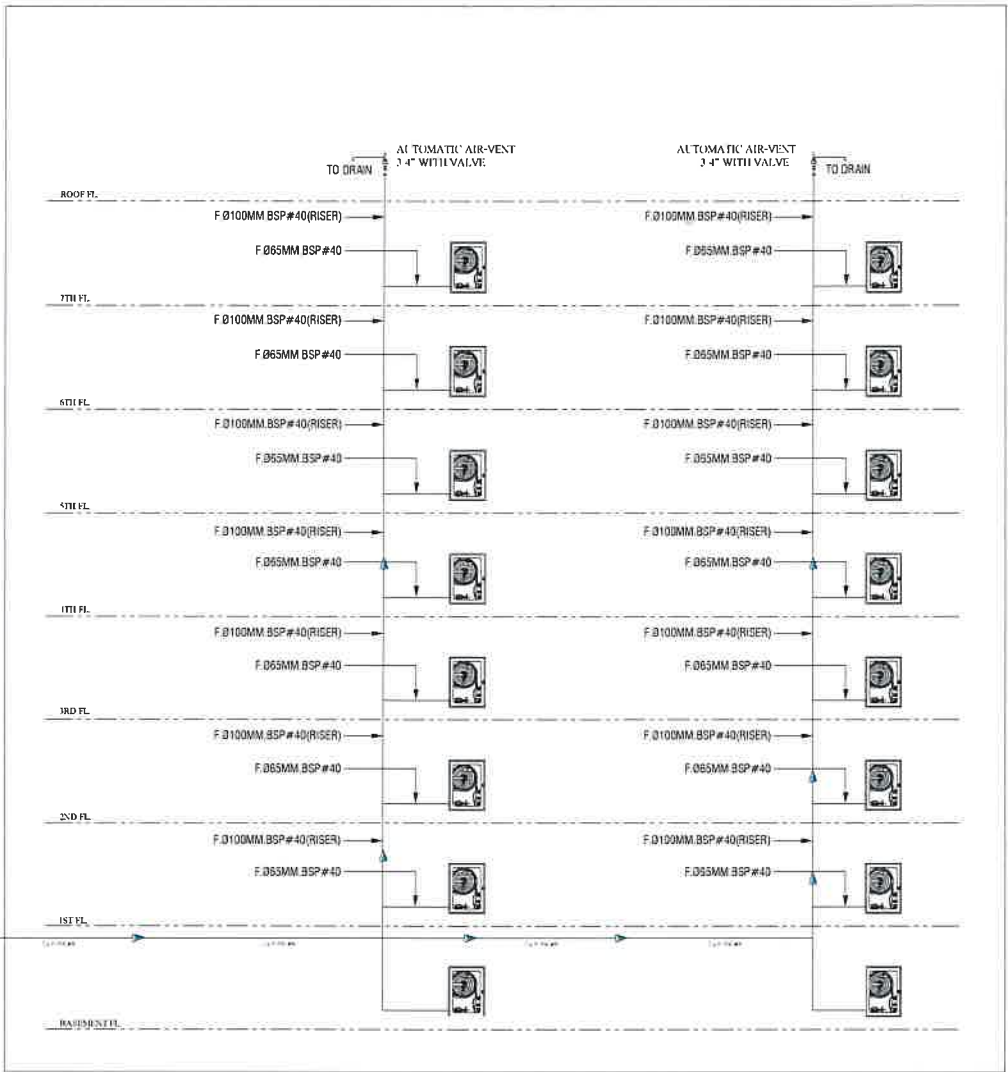 AUTOMATIC AIR-VENT
3 4" WITH VALVE
TO DRAIN
AUTOMATIC AIR-VENT
3 4" WITH VALVE
TO DRAIN
ROOF FL.
F.Ø100MM.BSP#40(RISER)
F.Ø100MM.BSP#40(RISER)
F.Ø65MM.BSP#40
F.Ø65MM.BSP#40
7TH FL.
F.Ø100MM.BSP#40(RISER)
F.Ø100MM.BSP#40(RISER)
F.Ø65MM.BSP#40
F.Ø65MM.BSP#40
6TH FL.
F.Ø100MM.BSP#40(RISER)
F.Ø100MM.BSP#40(RISER)
F.Ø65MM.BSP#40
F.Ø65MM.BSP#40
5TH FL.
F.Ø100MM.BSP#40(RISER)
F.Ø100MM.BSP#40(RISER)
F.Ø65MM.BSP#40
F.Ø65MM.BSP#40
4TH FL.
F.Ø100MM.BSP#40(RISER)
F.Ø100MM.BSP#40(RISER)
F.Ø65MM.BSP#40
F.Ø65MM.BSP#40
3RD FL.
F.Ø100MM.BSP#40(RISER)
F.Ø100MM.BSP#40(RISER)
F.Ø65MM.BSP#40
F.Ø65MM.BSP#40
2ND FL.
F.Ø100MM.BSP#40(RISER)
F.Ø100MM.BSP#40(RISER)
F.Ø65MM.BSP#40
F.Ø65MM.BSP#40
1ST FL.
BASEMENT FL.